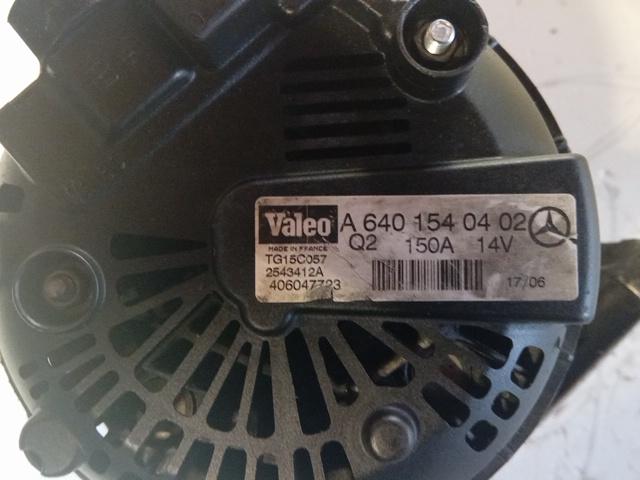 Valeo A 640 154 04 02
MADE IN FRANCE Q2 150A 14V
TG15C057
2543412A
406047723 17/06